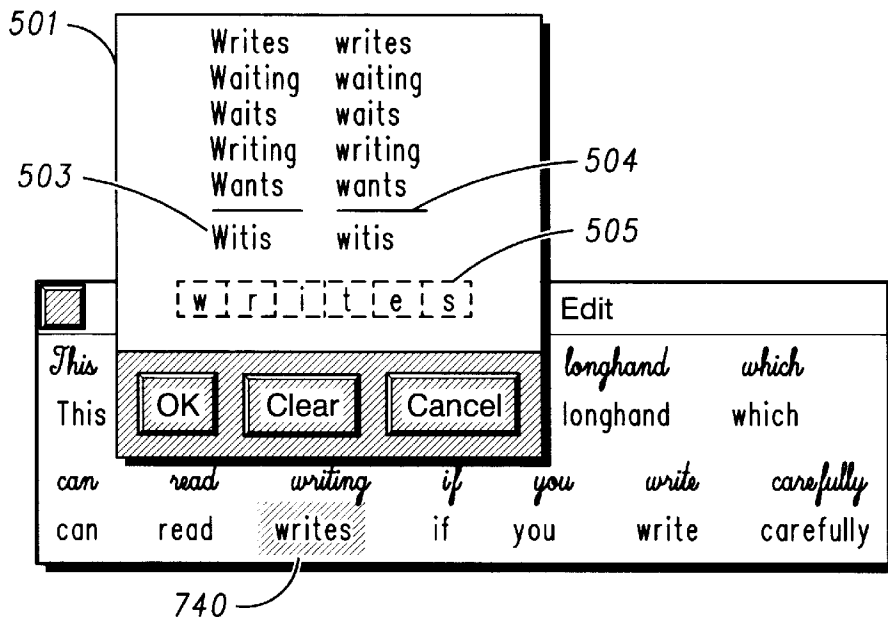 501
Writes writes
Waiting waiting
Waits waits
Writing writing
Wants wants
504
503
Witis witis
505
w r i t e s
Edit
This longhand which
OK Clear Cancel
This longhand which
can read writing if you write carefully
can read writes if you write carefully
740